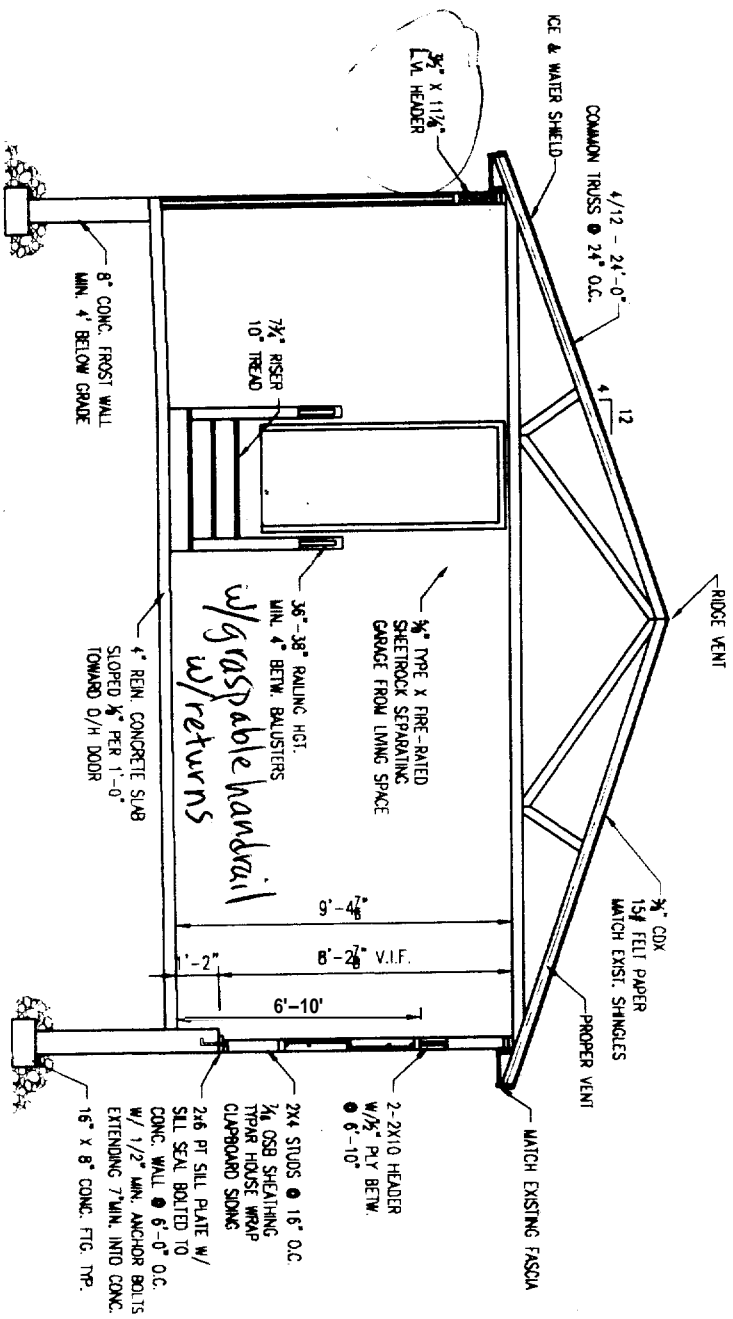 RIDGE VENT
4/12 - 24'-0"
COMMON TRUSS @ 24" O.C.
ICE & WATER SHIELD
4
12
3½" X 11⅞"
LVL HEADER
⅝" CDX
15# FELT PAPER
MATCH EXIST. SHINGLES
PROPER VENT
MATCH EXISTING FASCIA
⅝" TYPE X FIRE-RATED
SHEETROCK SEPARATING
GARAGE FROM LIVING SPACE
7¾" RISER
10" TREAD
36"-38" RAILING HGT.
MIN. 4" BETW. BALUSTERS
w/graspable handrail
w/returns
9'-4⅞"
8'-2⅞" V.I.F.
1'-2"
6'-10'
2-2X10 HEADER
W/½" PLY BETW.
@ 6'-10"
2X4 STUDS @ 16" O.C.
7/16 OSB SHEATHING
TYPAR HOUSE WRAP
CLAPBOARD SIDING
2x6 PT SILL PLATE W/
SILL SEAL BOLTED TO
CONC. WALL @ 6'-0" O.C.
W/ 1/2" MIN. ANCHOR BOLTS
EXTENDING 7"MIN. INTO CONC.
16" X 8" CONC. FTG. TYP.
8" CONC. FROST WALL
MIN. 4' BELOW GRADE
4" REIN. CONCRETE SLAB
SLOPED ⅛" PER 1'-0"
TOWARD O/H DOOR